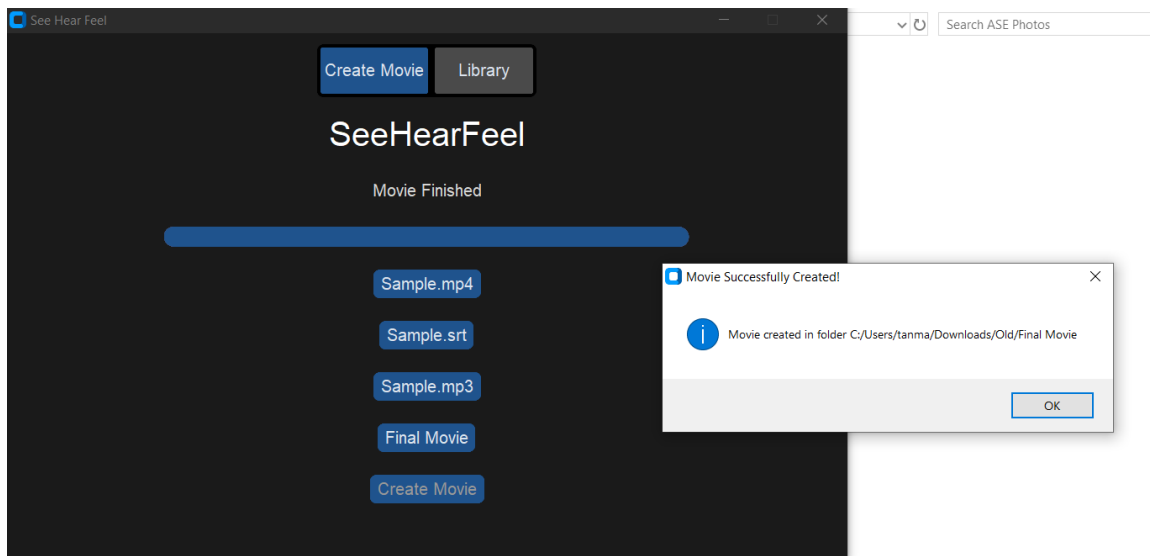 See Hear Feel
Search ASE Photos
Create Movie
Library
SeeHearFeel
Movie Finished
Sample.mp4
Sample.srt
Sample.mp3
Final Movie
Create Movie
Movie Successfully Created!
Movie created in folder C:/Users/tanma/Downloads/Old/Final Movie
OK